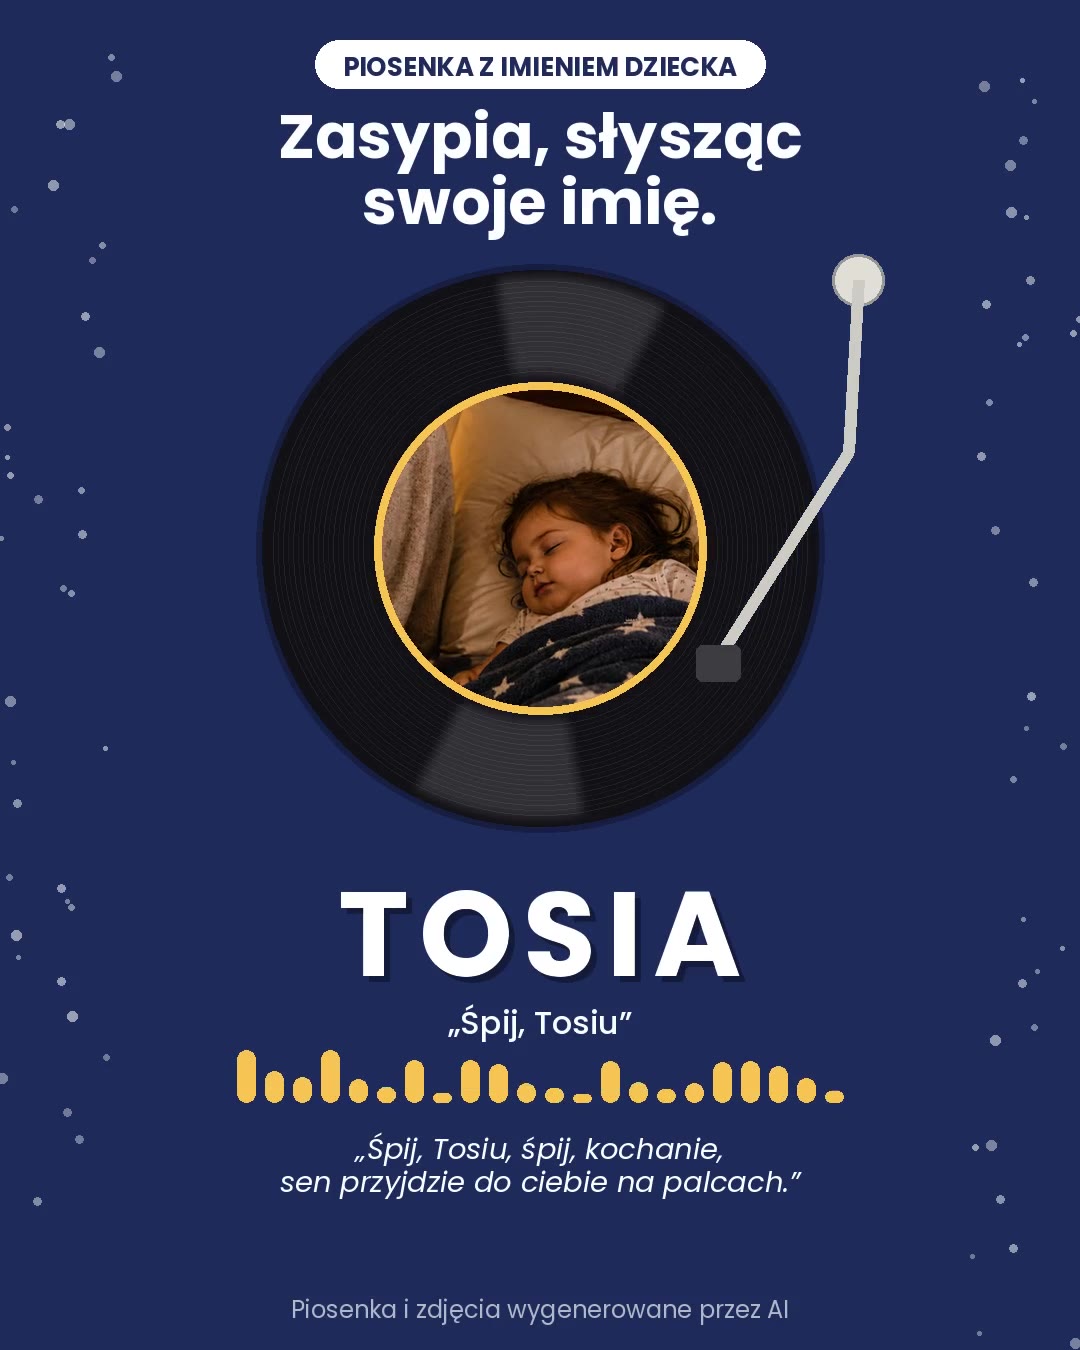 PIOSENKA Z IMIENIEM DZIECKA
Zasypia, słysząc
swoje imię.
TOSIA
„Śpij, Tosiu”
„Śpij, Tosiu, śpij, kochanie,
sen przyjdzie do ciebie na palcach.”
Piosenka i zdjęcia wygenerowane przez AI